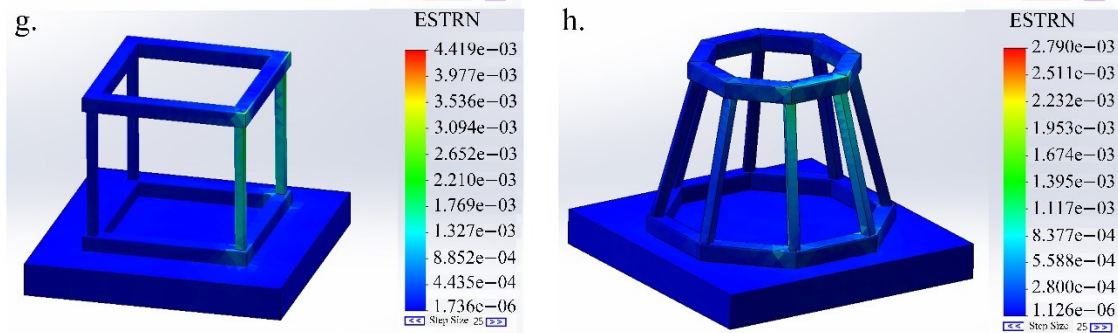 g.
ESTRN
4.419e−03
3.977e−03
3.536e−03
3.094e−03
2.652e−03
2.210e−03
1.769e−03
1.327e−03
8.852e−04
4.435e−04
1.736e−06
<< Step Size 25 >>
h.
ESTRN
2.790e−03
2.511e−03
2.232e−03
1.953e−03
1.674e−03
1.395e−03
1.117e−03
8.377e−04
5.588e−04
2.800e−04
1.126e−06
<< Step Size 25 >>